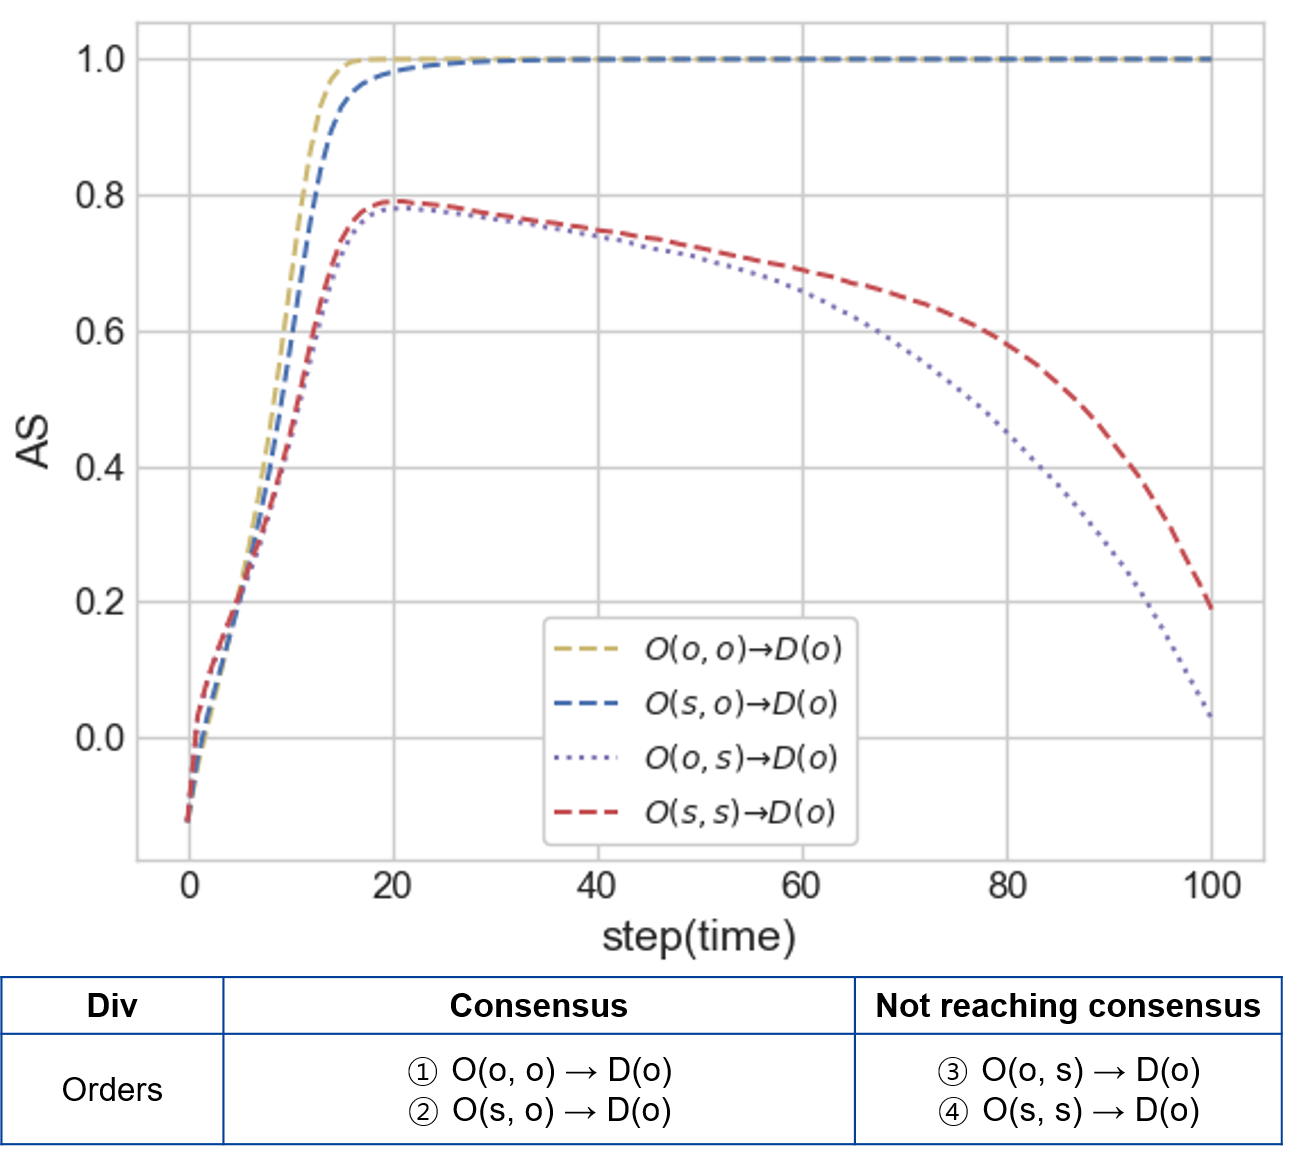 1.0
0.8
0.6
0.4
0.2
0.0
AS
O(o, o)→D(o)
O(s, o)→D(o)
O(o, s)→D(o)
O(s, s)→D(o)
0 20 40 60 80 100
step(time)
Div Consensus Not reaching consensus
Orders
① O(o, o) → D(o) ③ O(o, s) → D(o)
② O(s, o) → D(o) ④ O(s, s) → D(o)